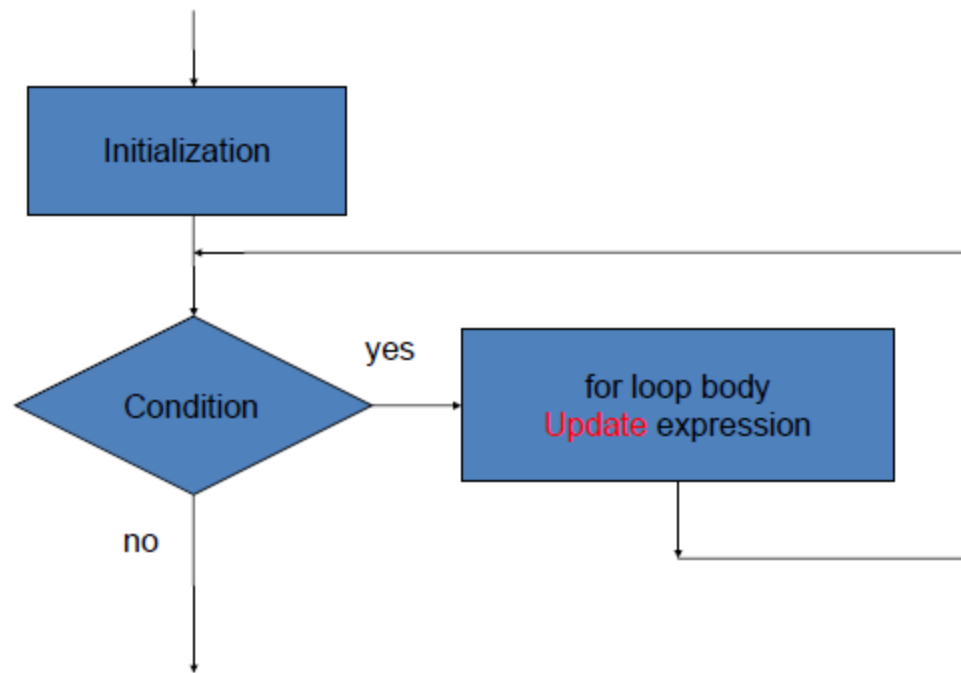 Initialization
yes
Condition
for loop body
Update expression
no